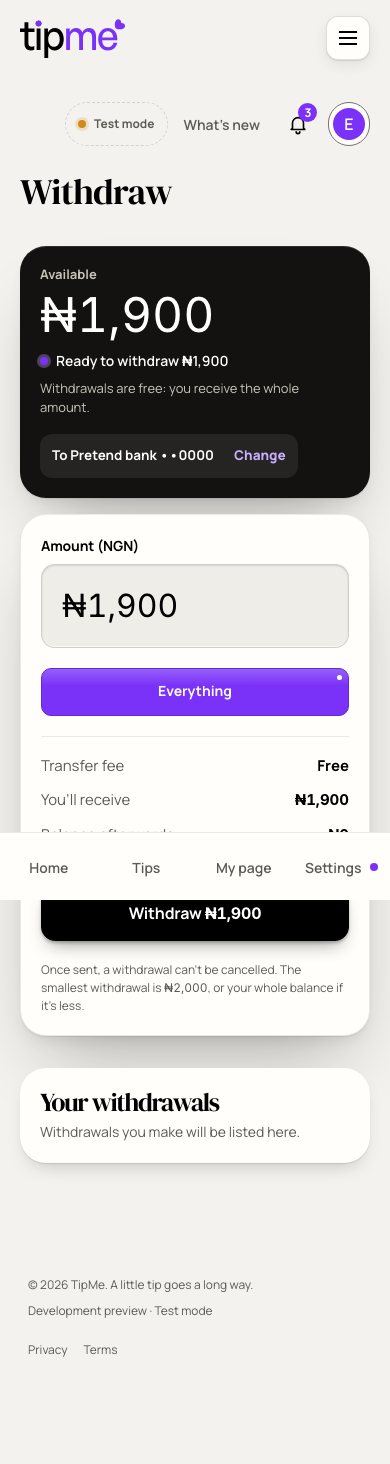 tipme
Test mode
What's new
3
E
Withdraw
Available
₦1,900
Ready to withdraw ₦1,900
Withdrawals are free: you receive the whole
amount.
To Pretend bank ••0000
Change
Amount (NGN)
₦1,900
Everything
Transfer fee
Free
You'll receive
₦1,900
Home
Tips
My page
Settings
Withdraw ₦1,900
Once sent, a withdrawal can't be cancelled. The
smallest withdrawal is ₦2,000, or your whole balance if
it's less.
Your withdrawals
Withdrawals you make will be listed here.
© 2026 TipMe. A little tip goes a long way.
Development preview · Test mode
Privacy
Terms